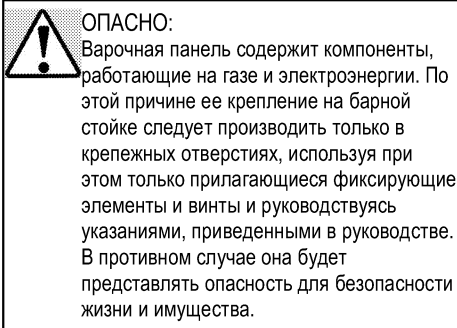 ОПАСНО:
Варочная панель содержит компоненты,
работающие на газе и электроэнергии. По
этой причине ее крепление на барной
стойке следует производить только в
крепежных отверстиях, используя при
этом только прилагающиеся фиксирующие
элементы и винты и руководствуясь
указаниями, приведенными в руководстве.
В противном случае она будет
представлять опасность для безопасности
жизни и имущества.